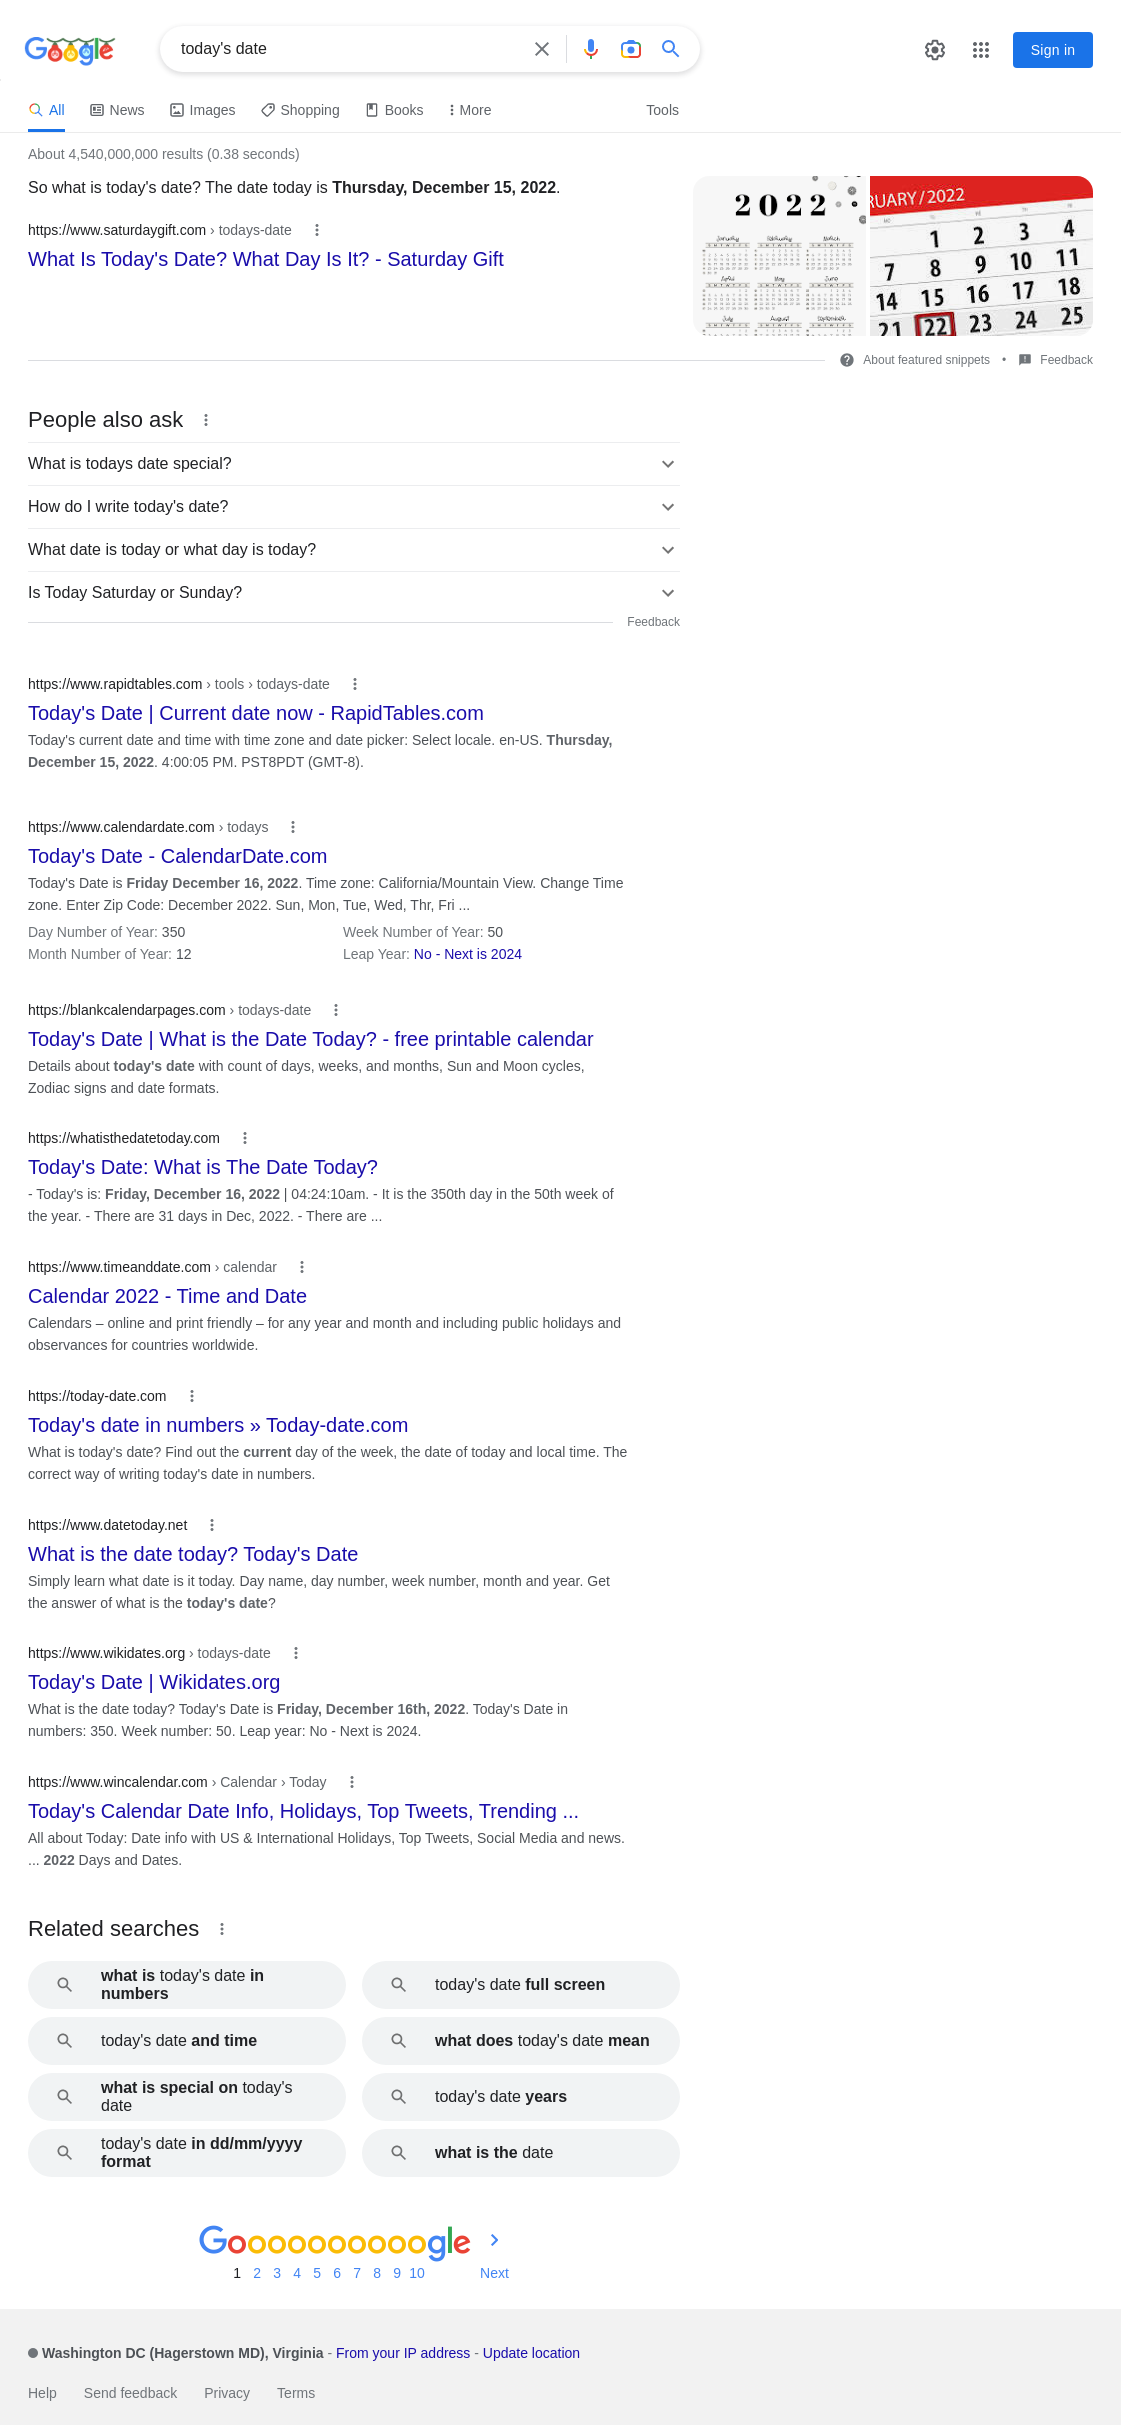 Google
today's date
Sign in
All
News
Images
Shopping
Books
More
Tools
About 4,540,000,000 results (0.38 seconds)
So what is today's date? The date today is Thursday, December 15, 2022.
https://www.saturdaygift.com › todays-date
What Is Today's Date? What Day Is It? - Saturday Gift
2022
January February March
April May June
July August September
RUARY / 2022
1 2 3 4
7 8 9 10 11
14 15 16 17 18
21 22 23 24 25
About featured snippets • Feedback
People also ask
What is todays date special?
How do I write today's date?
What date is today or what day is today?
Is Today Saturday or Sunday?
Feedback
https://www.rapidtables.com › tools › todays-date
Today's Date | Current date now - RapidTables.com
Today's current date and time with time zone and date picker: Select locale. en-US. Thursday,
December 15, 2022. 4:00:05 PM. PST8PDT (GMT-8).
https://www.calendardate.com › todays
Today's Date - CalendarDate.com
Today's Date is Friday December 16, 2022. Time zone: California/Mountain View. Change Time
zone. Enter Zip Code: December 2022. Sun, Mon, Tue, Wed, Thr, Fri ...
Day Number of Year: 350 Week Number of Year: 50
Month Number of Year: 12 Leap Year: No - Next is 2024
https://blankcalendarpages.com › todays-date
Today's Date | What is the Date Today? - free printable calendar
Details about today's date with count of days, weeks, and months, Sun and Moon cycles,
Zodiac signs and date formats.
https://whatisthedatetoday.com
Today's Date: What is The Date Today?
- Today's is: Friday, December 16, 2022 | 04:24:10am. - It is the 350th day in the 50th week of
the year. - There are 31 days in Dec, 2022. - There are ...
https://www.timeanddate.com › calendar
Calendar 2022 - Time and Date
Calendars – online and print friendly – for any year and month and including public holidays and
observances for countries worldwide.
https://today-date.com
Today's date in numbers » Today-date.com
What is today's date? Find out the current day of the week, the date of today and local time. The
correct way of writing today's date in numbers.
https://www.datetoday.net
What is the date today? Today's Date
Simply learn what date is it today. Day name, day number, week number, month and year. Get
the answer of what is the today's date?
https://www.wikidates.org › todays-date
Today's Date | Wikidates.org
What is the date today? Today's Date is Friday, December 16th, 2022. Today's Date in
numbers: 350. Week number: 50. Leap year: No - Next is 2024.
https://www.wincalendar.com › Calendar › Today
Today's Calendar Date Info, Holidays, Top Tweets, Trending ...
All about Today: Date info with US & International Holidays, Top Tweets, Social Media and news.
... 2022 Days and Dates.
Related searches
what is today's date in
numbers
today's date full screen
today's date and time
what does today's date mean
what is special on today's
date
today's date years
today's date in dd/mm/yyyy
format
what is the date
Goooooooooogle
1 2 3 4 5 6 7 8 9 10 Next
Washington DC (Hagerstown MD), Virginia - From your IP address - Update location
Help Send feedback Privacy Terms